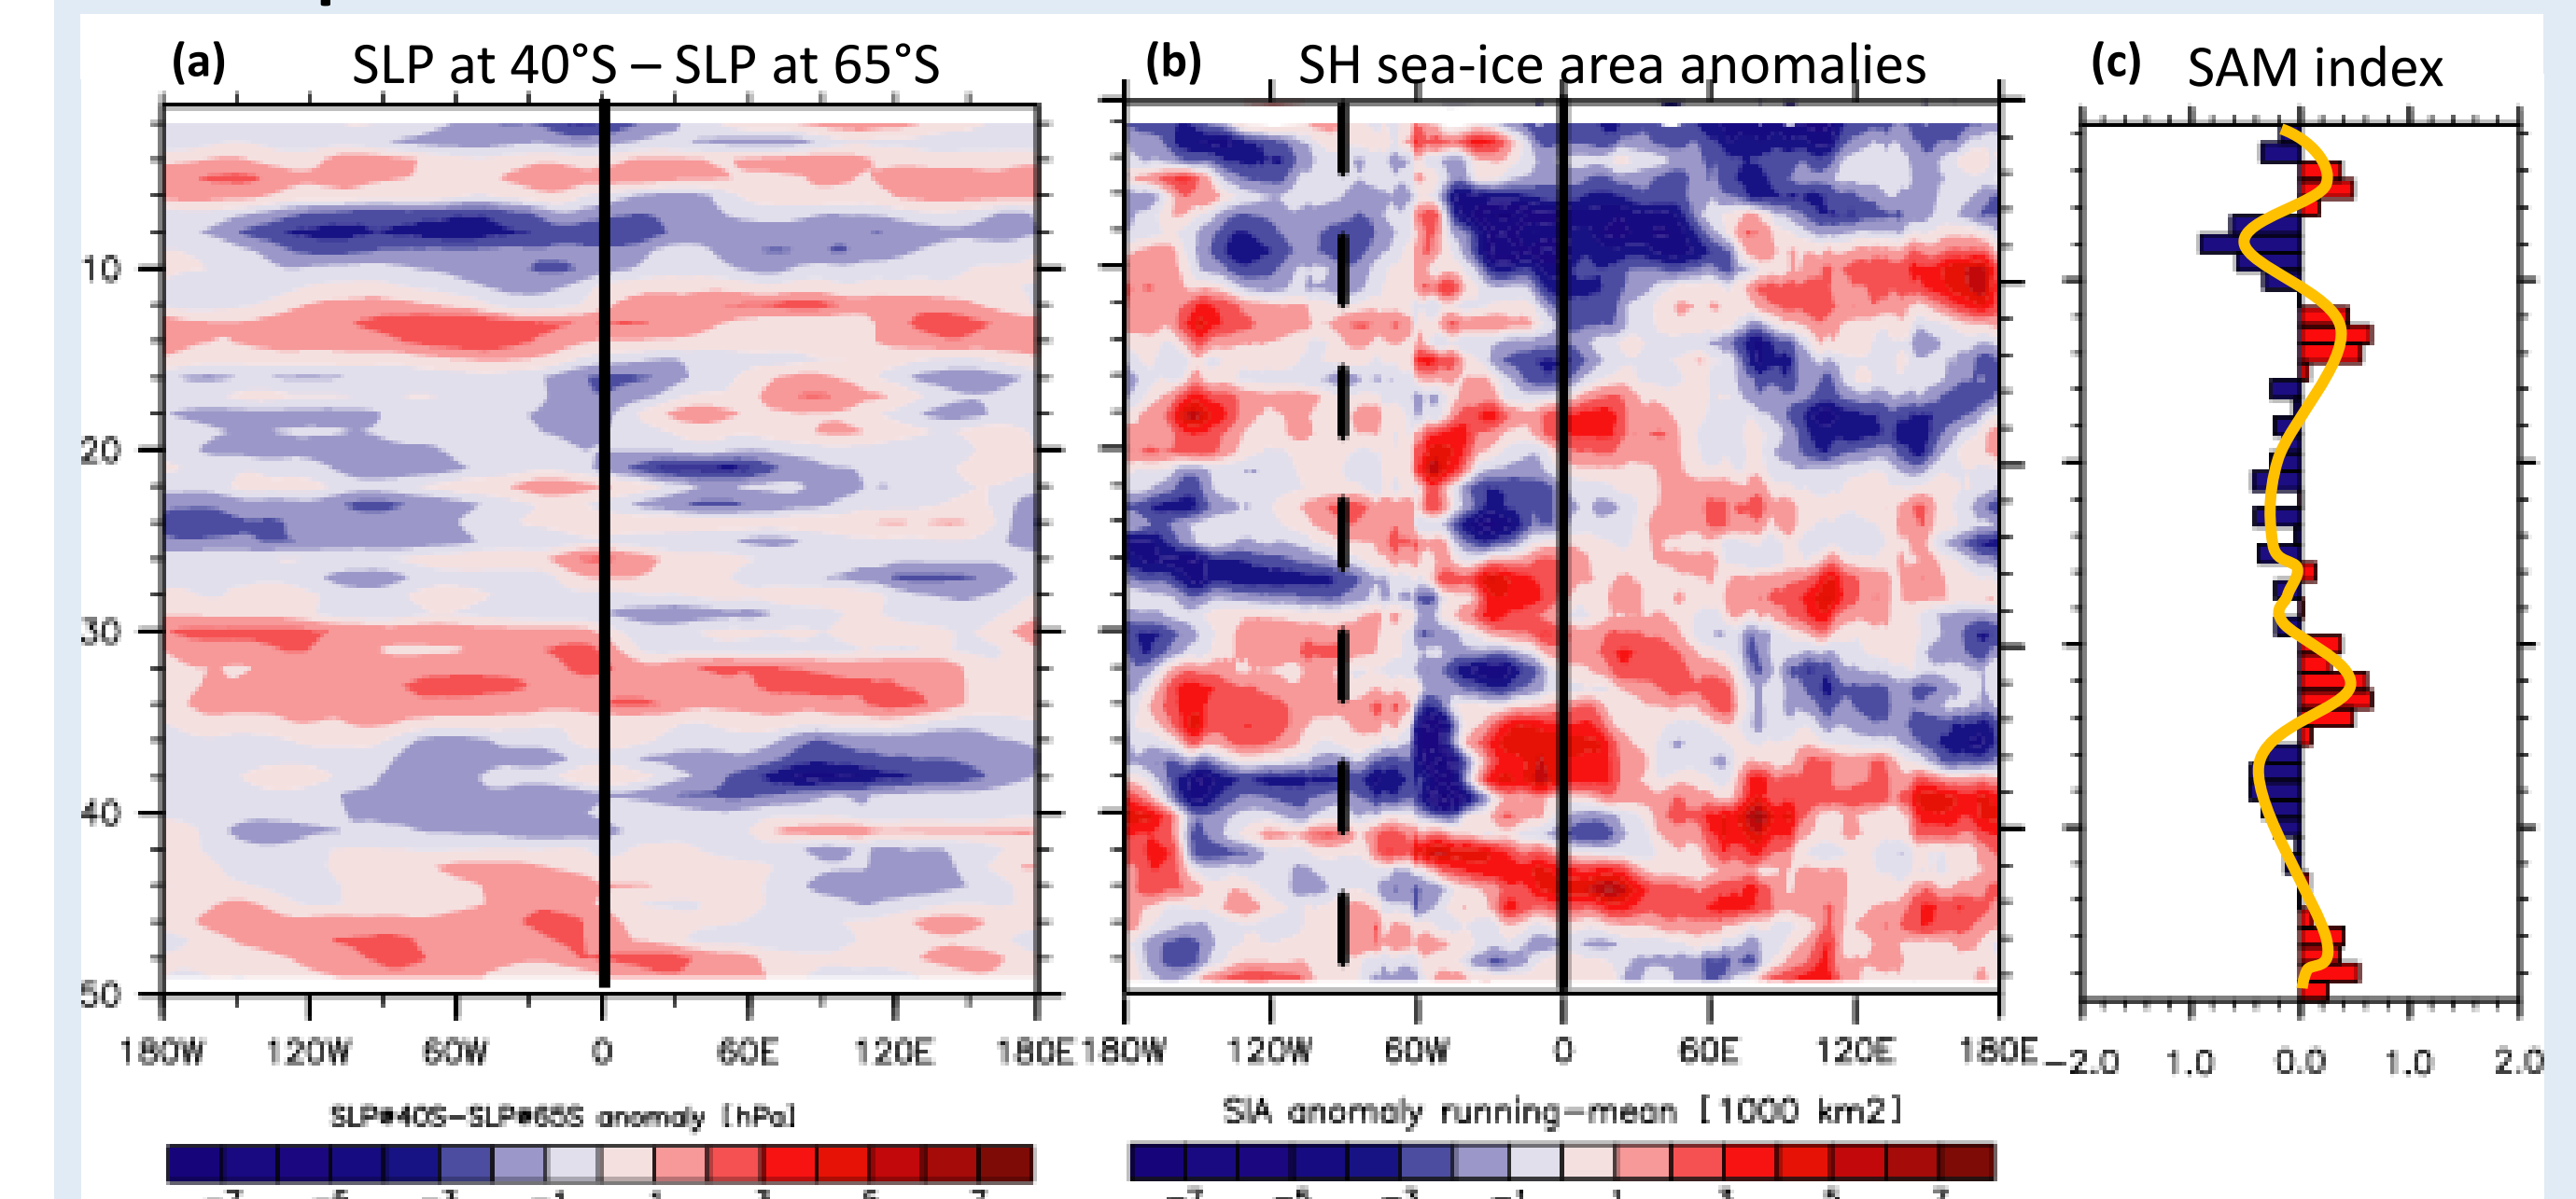 (a) SLP at 40°S – SLP at 65°S
(b) SH sea-ice area anomalies
(c) SAM index
10
20
30
40
50
180W 120W 60W 0 60E 120E 180E
180W 120W 60W 0 60E 120E 180E
−2.0 1.0 0.0 1.0 2.0
SLP@40S−SLP@65S anomaly [hPa]
SIA anomaly running−mean [1000 km2]